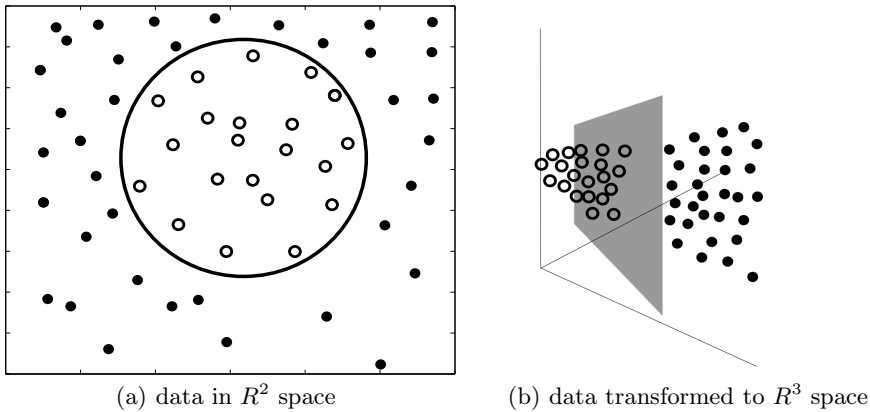 (a) data in R² space
(b) data transformed to R³ space